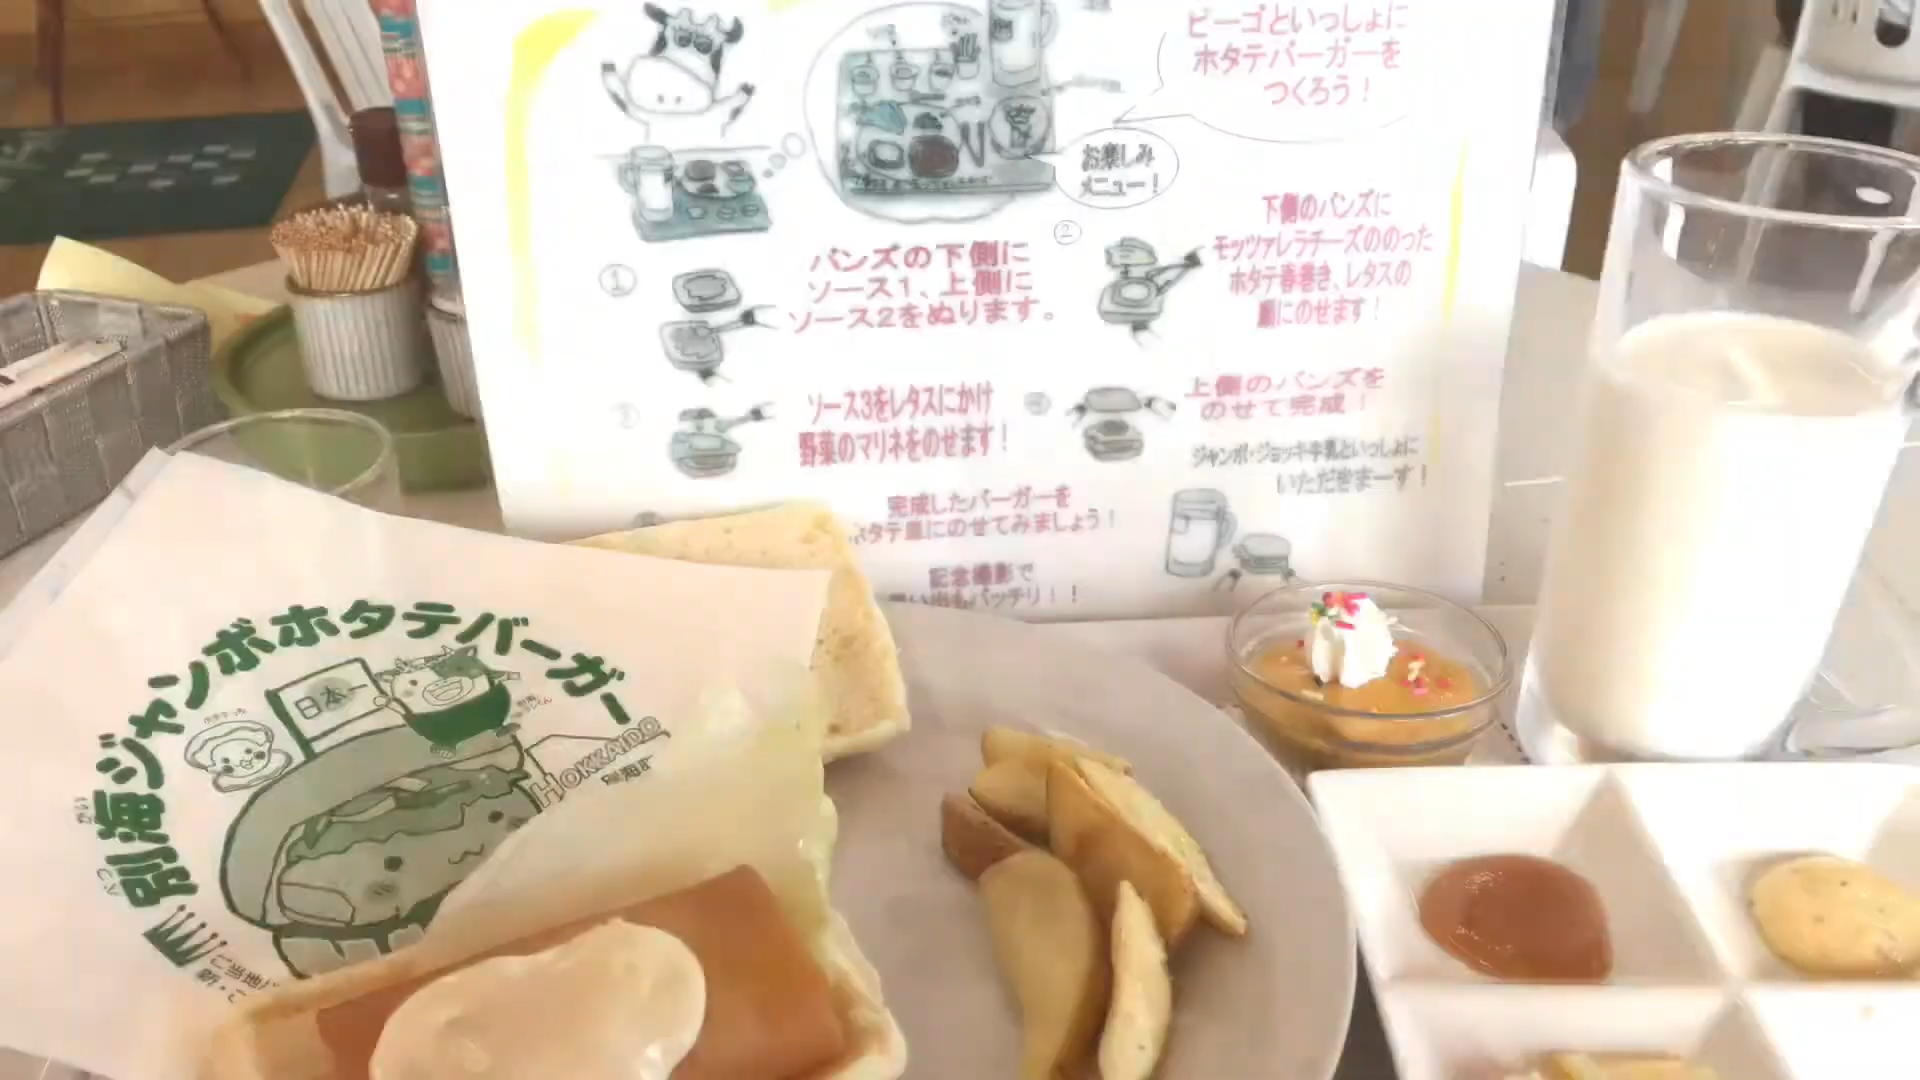 ビーゴといっしょに
ホタテバーガーを
つくろう！
お楽しみ
メニュー！
①
バンズの下側に
ソース1、上側に
ソース2をぬります。
②
下側のバンズに
モッツァレラチーズののった
ホタテ春巻き、レタスの
順にのせます！
ソース3をレタスにかけ
野菜のマリネをのせます！
上側のバンズを
のせて完成！
ジャンボ・ジョッキ牛乳といっしょに
いただきまーす！
完成したバーガーを
ホタテ皿にのせてみましょう！
記念撮影で
思い出もバッチリ！！
別海ジャンボホタテバーガー
日本一
HOKKAIDO
別海町